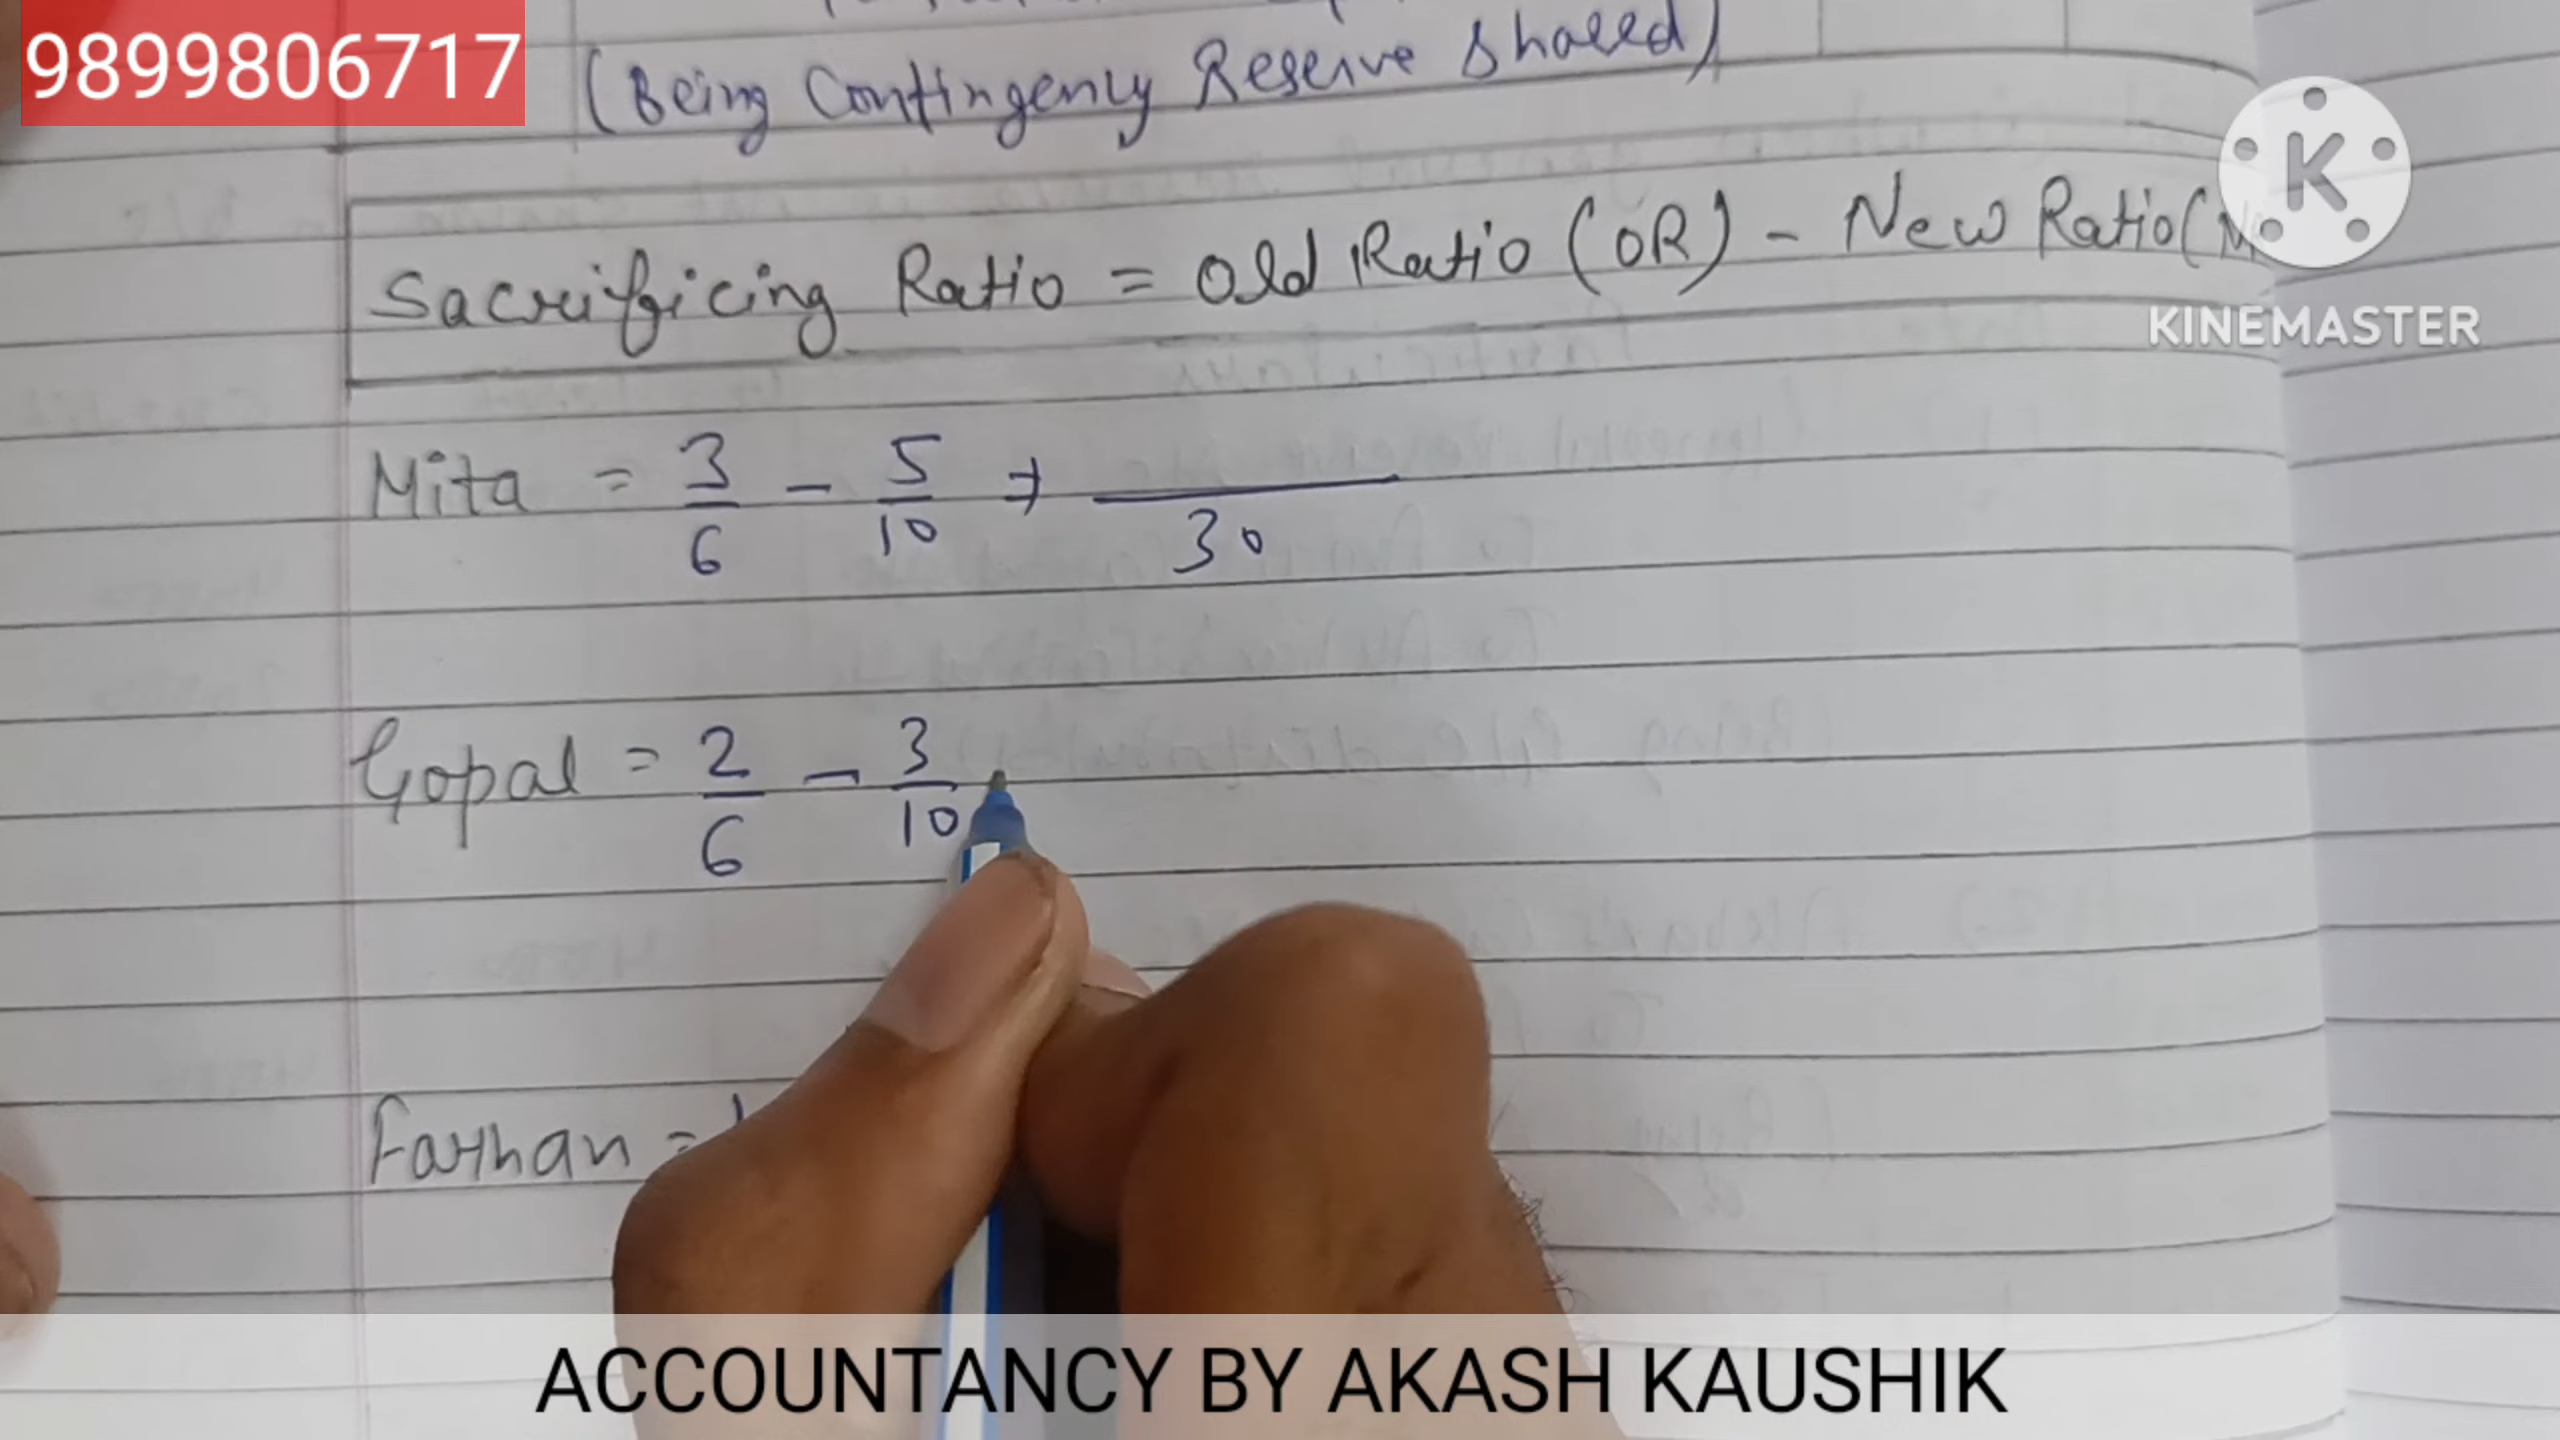 9899806717
(Being Contingency Reserve Shared)
Sacrificing Ratio = Old Ratio (OR) - New Ratio (N
KINEMASTER
Mita = 3/6 - 5/10 ⇒ /30
Gopal = 2/6 - 3/10
Farhan = 1
ACCOUNTANCY BY AKASH KAUSHIK